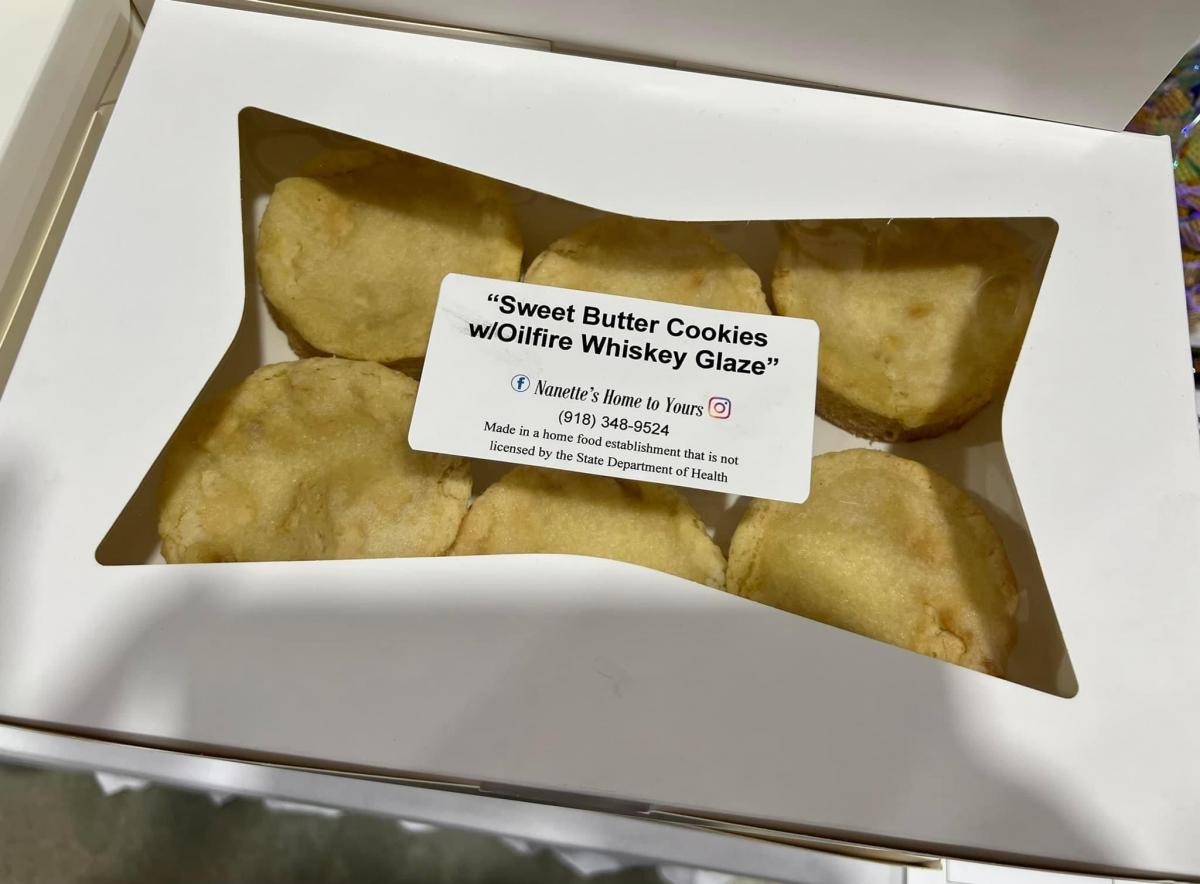 “Sweet Butter Cookies
w/Oilfire Whiskey Glaze”
Nanette’s Home to Yours
(918) 348-9524
Made in a home food establishment that is not
licensed by the State Department of Health